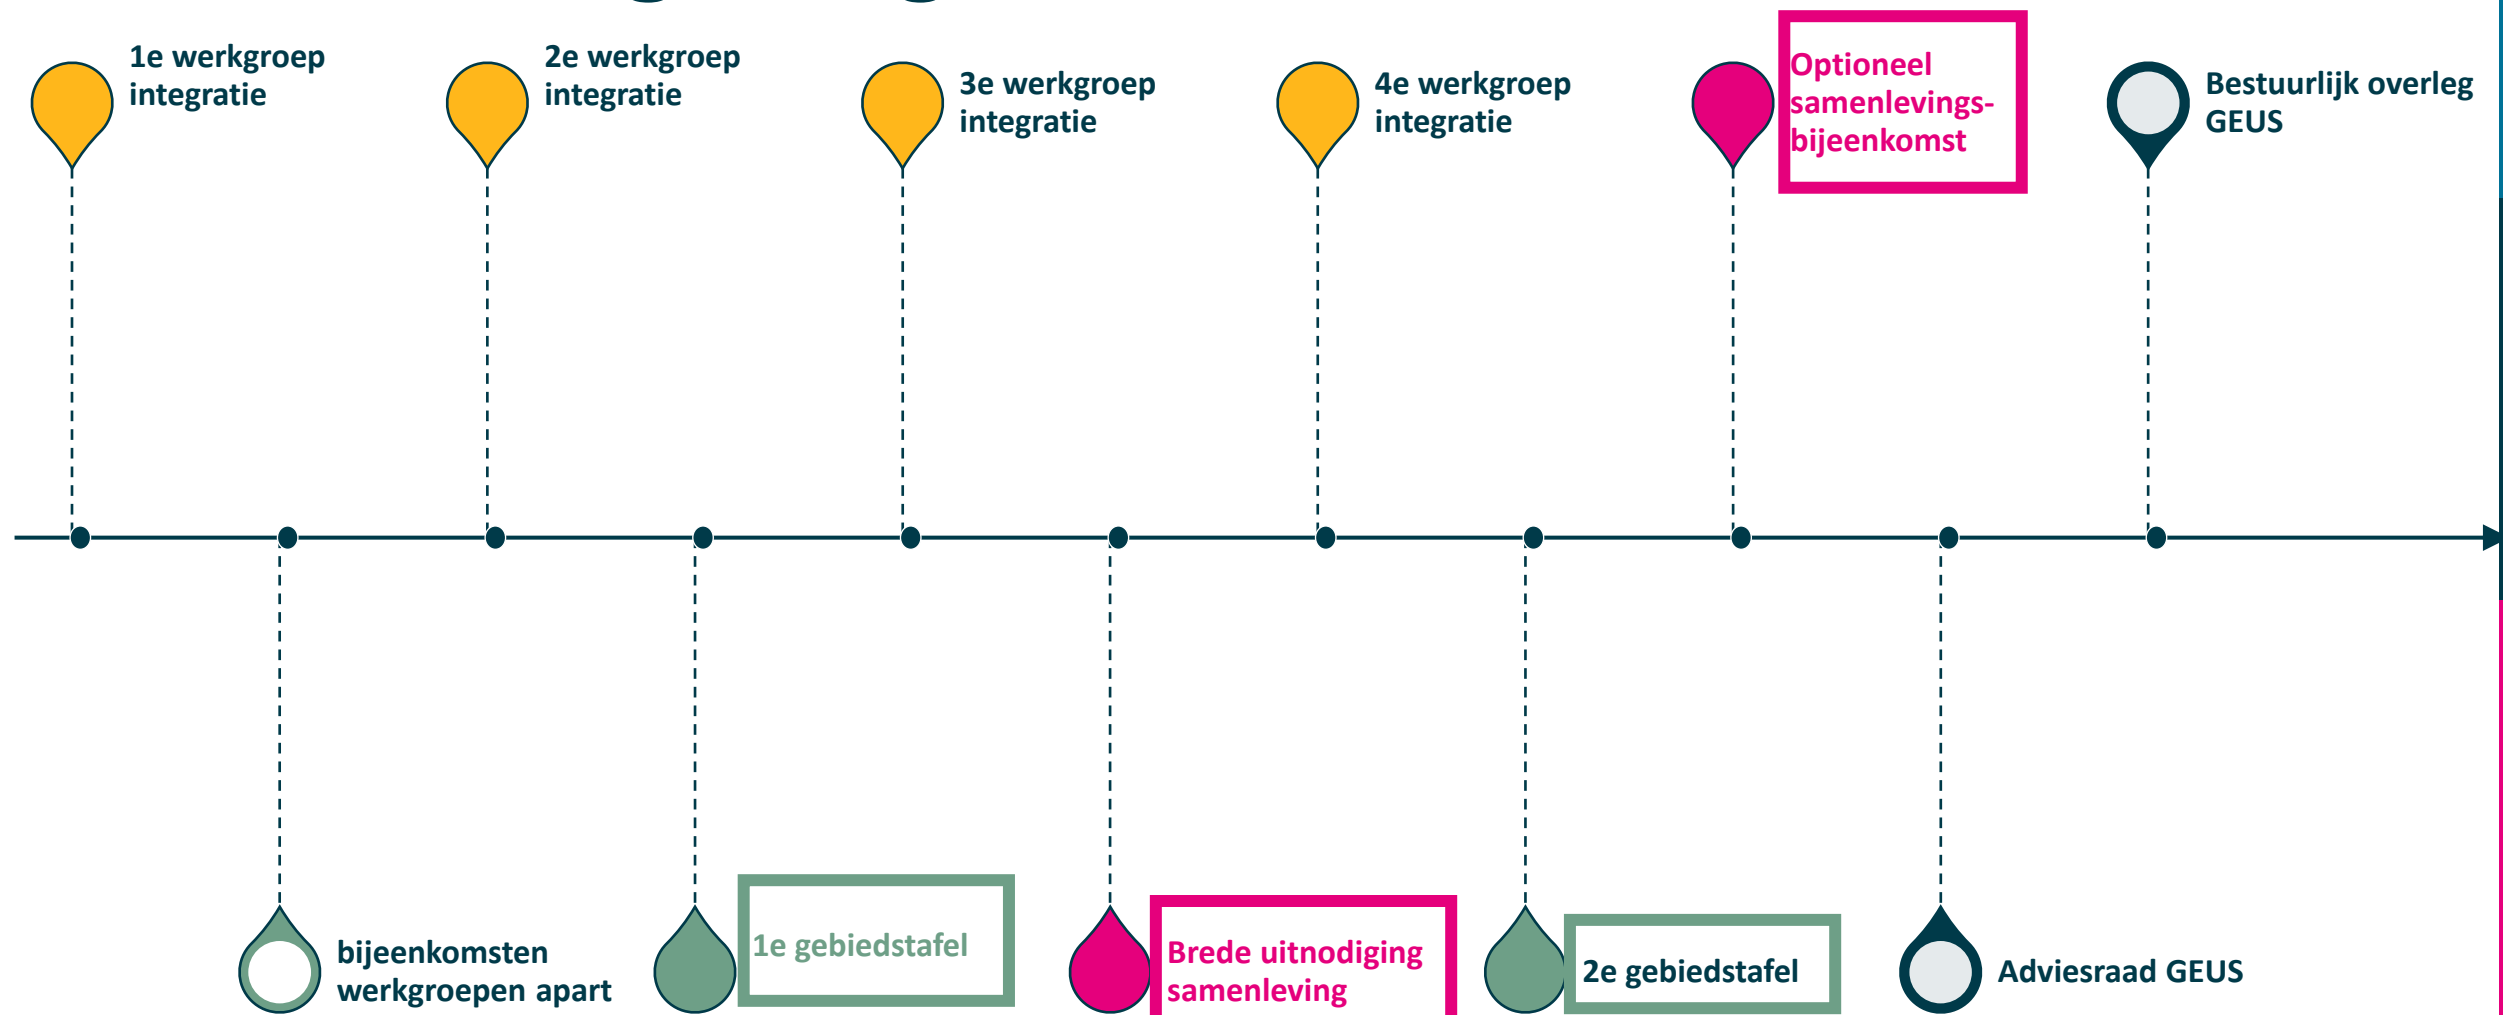 1e werkgroep
integratie
2e werkgroep
integratie
3e werkgroep
integratie
4e werkgroep
integratie
Optioneel
samenlevings-
bijeenkomst
Bestuurlijk overleg
GEUS
bijeenkomsten
werkgroepen apart
1e gebiedstafel
Brede uitnodiging
samenleving
2e gebiedstafel
Adviesraad GEUS